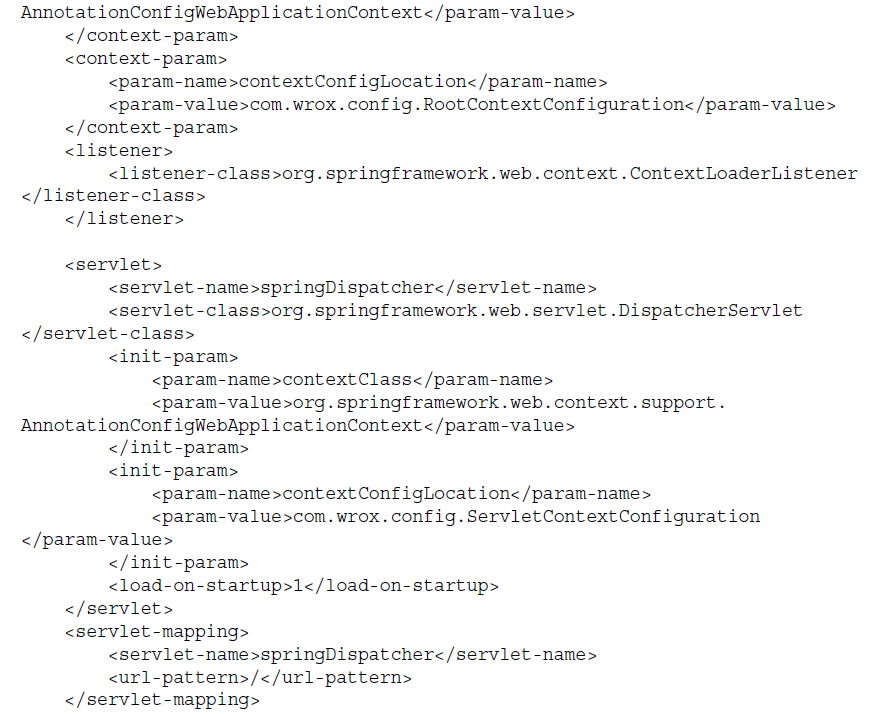 AnnotationConfigWebApplicationContext</param-value>
    </context-param>
    <context-param>
        <param-name>contextConfigLocation</param-name>
        <param-value>com.wrox.config.RootContextConfiguration</param-value>
    </context-param>
    <listener>
        <listener-class>org.springframework.web.context.ContextLoaderListener
</listener-class>
    </listener>

    <servlet>
        <servlet-name>springDispatcher</servlet-name>
        <servlet-class>org.springframework.web.servlet.DispatcherServlet
</servlet-class>
        <init-param>
            <param-name>contextClass</param-name>
            <param-value>org.springframework.web.context.support.
AnnotationConfigWebApplicationContext</param-value>
        </init-param>
        <init-param>
            <param-name>contextConfigLocation</param-name>
            <param-value>com.wrox.config.ServletContextConfiguration
</param-value>
        </init-param>
        <load-on-startup>1</load-on-startup>
    </servlet>
    <servlet-mapping>
        <servlet-name>springDispatcher</servlet-name>
        <url-pattern>/</url-pattern>
    </servlet-mapping>